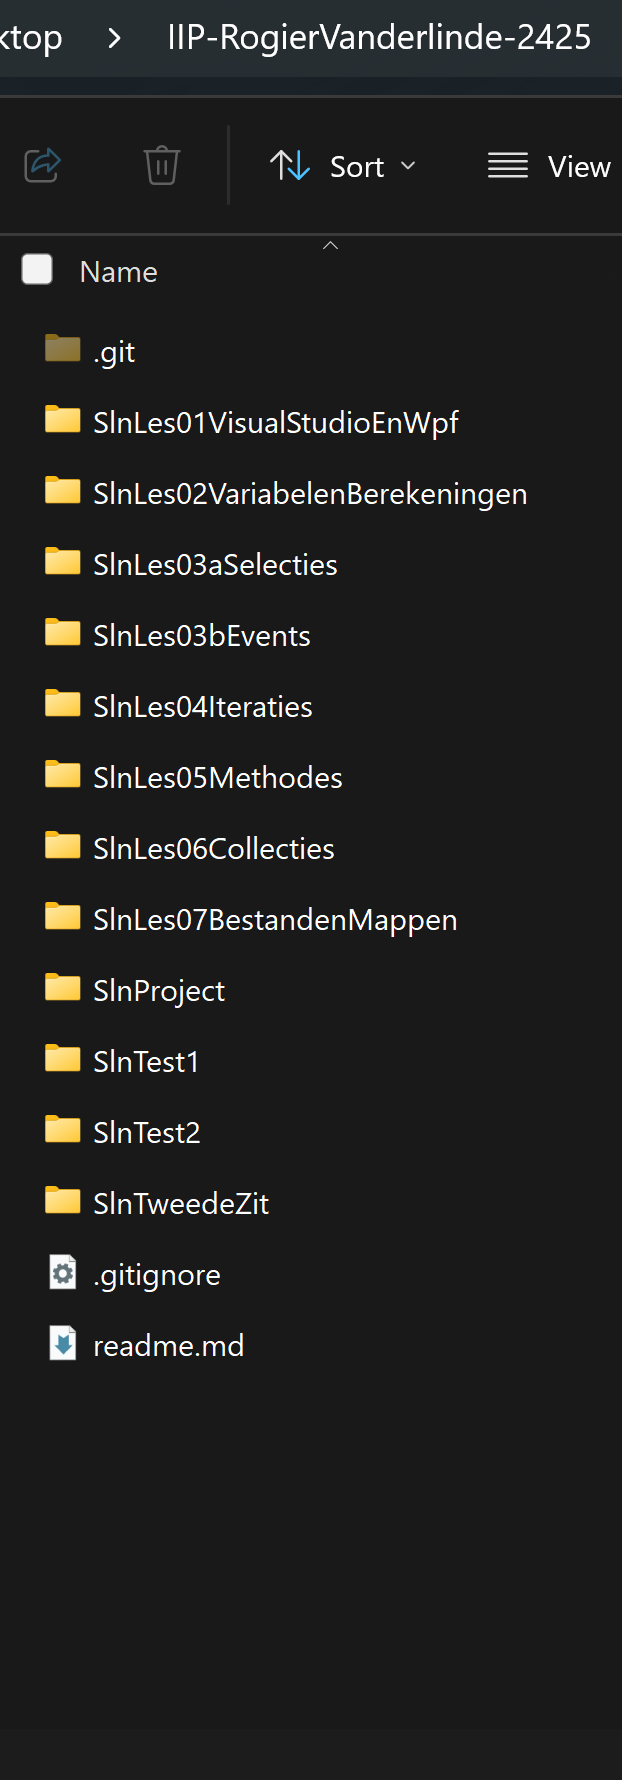 ktop > IIP-RogierVanderlinde-2425
Sort View
Name
.git
SlnLes01VisualStudioEnWpf
SlnLes02VariabelenBerekeningen
SlnLes03aSelecties
SlnLes03bEvents
SlnLes04Iteraties
SlnLes05Methodes
SlnLes06Collecties
SlnLes07BestandenMappen
SlnProject
SlnTest1
SlnTest2
SlnTweedeZit
.gitignore
readme.md